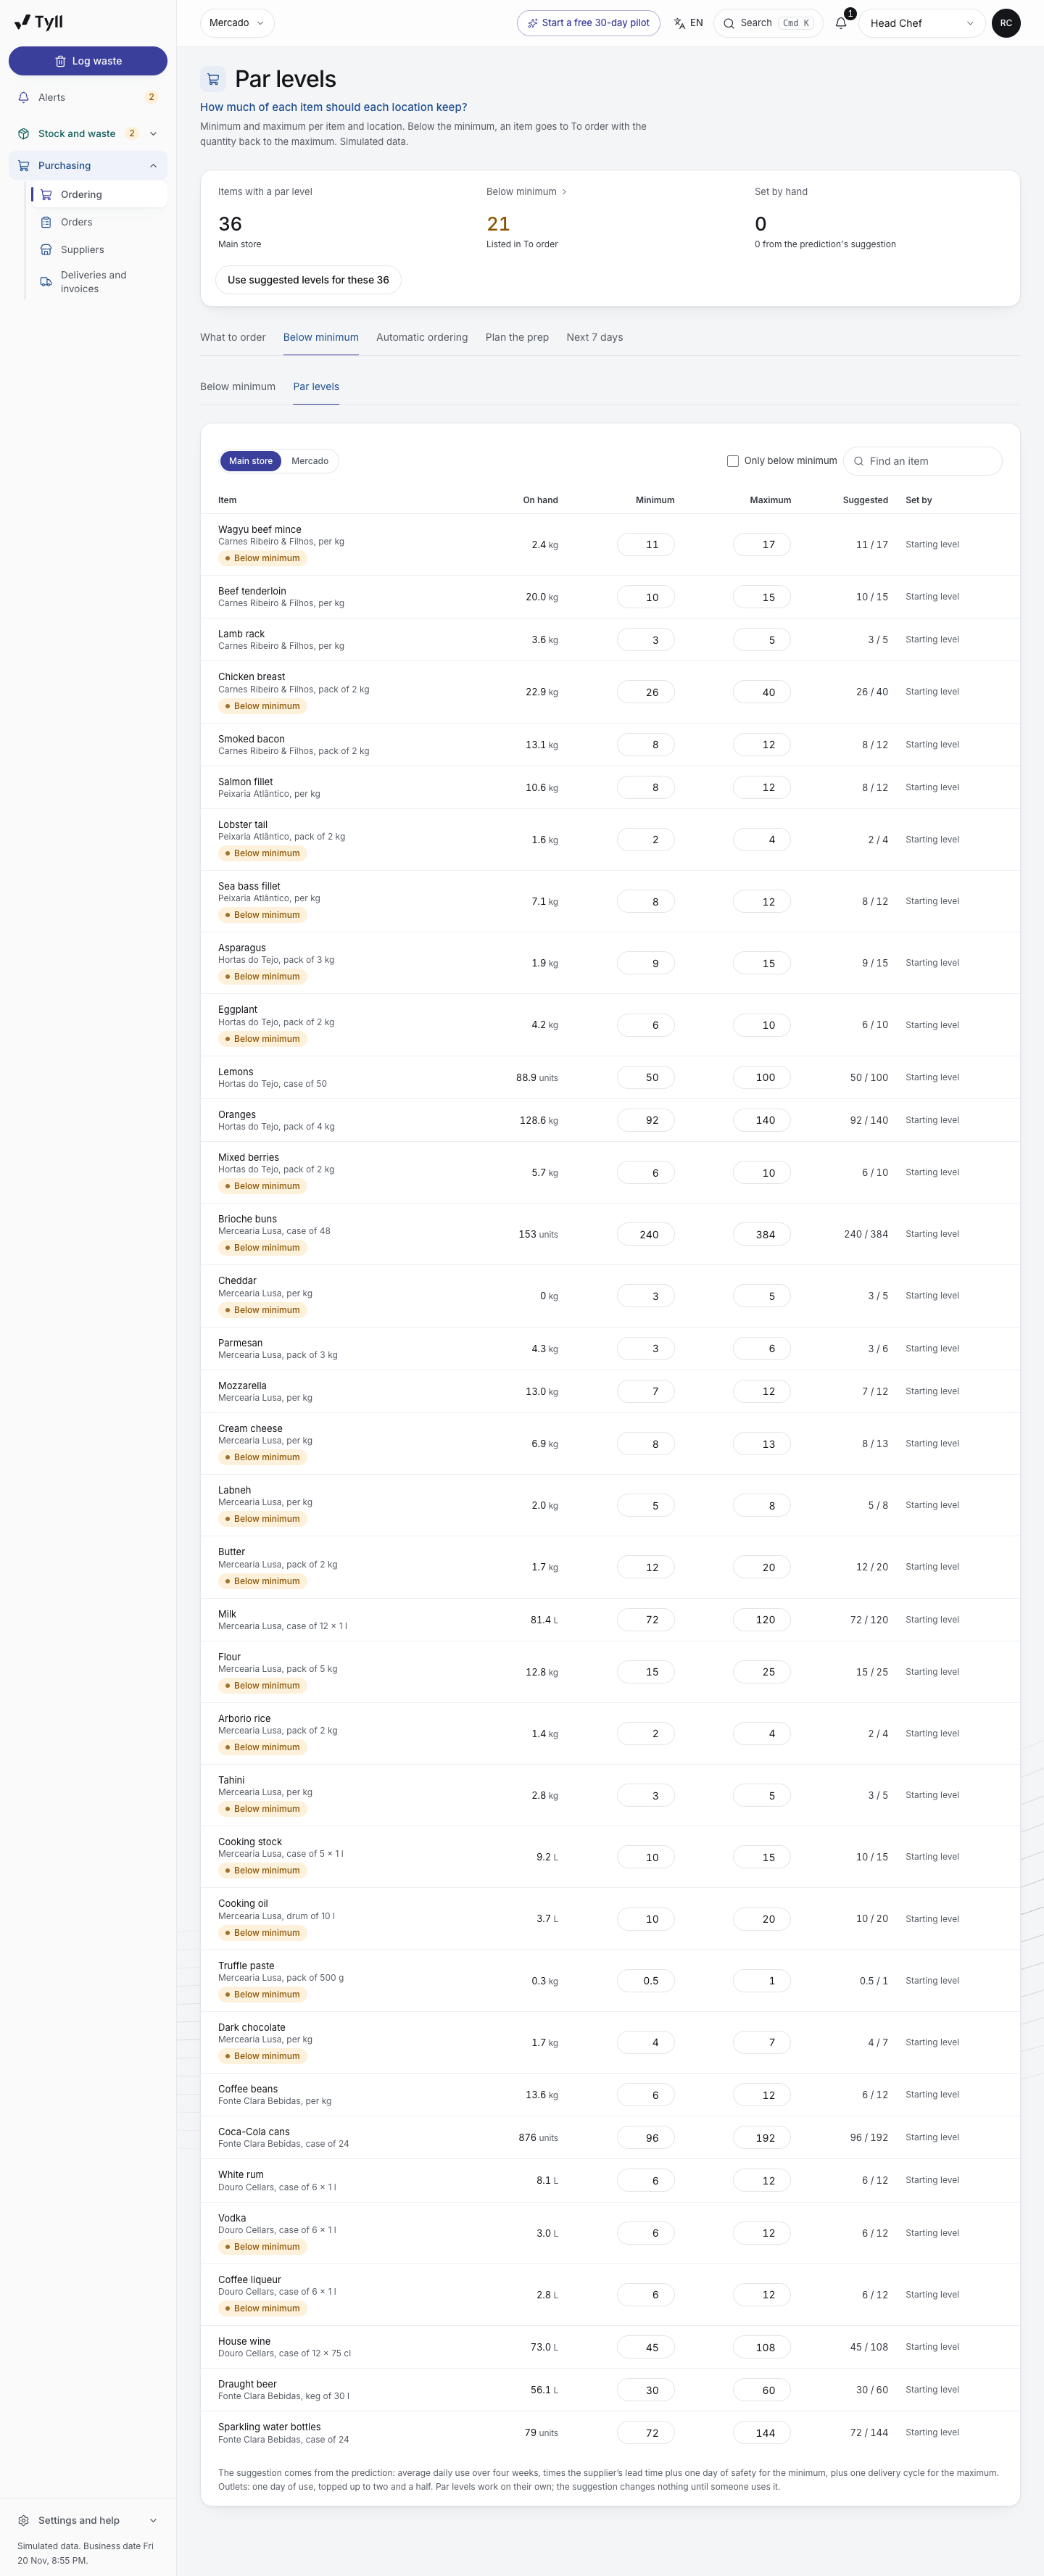 Tyll
Mercado
Start a free 30-day pilot
EN
Search Cmd K
1
Head Chef
RC
Log waste
Alerts 2
Stock and waste 2
Purchasing
Ordering
Orders
Suppliers
Deliveries and
invoices
Par levels
How much of each item should each location keep?
Minimum and maximum per item and location. Below the minimum, an item goes to To order with the
quantity back to the maximum. Simulated data.
Items with a par level
36
Main store
Below minimum
21
Listed in To order
Set by hand
0
0 from the prediction's suggestion
Use suggested levels for these 36
What to order Below minimum Automatic ordering Plan the prep Next 7 days
Below minimum Par levels
Main store Mercado Only below minimum Find an item
Item On hand Minimum Maximum Suggested Set by
Wagyu beef mince
Carnes Ribeiro & Filhos, per kg
Below minimum
2.4 kg 11 17 11 / 17 Starting level
Beef tenderloin
Carnes Ribeiro & Filhos, per kg
20.0 kg 10 15 10 / 15 Starting level
Lamb rack
Carnes Ribeiro & Filhos, per kg
3.6 kg 3 5 3 / 5 Starting level
Chicken breast
Carnes Ribeiro & Filhos, pack of 2 kg
Below minimum
22.9 kg 26 40 26 / 40 Starting level
Smoked bacon
Carnes Ribeiro & Filhos, pack of 2 kg
13.1 kg 8 12 8 / 12 Starting level
Salmon fillet
Peixaria Atlântico, per kg
10.6 kg 8 12 8 / 12 Starting level
Lobster tail
Peixaria Atlântico, pack of 2 kg
Below minimum
1.6 kg 2 4 2 / 4 Starting level
Sea bass fillet
Peixaria Atlântico, per kg
Below minimum
7.1 kg 8 12 8 / 12 Starting level
Asparagus
Hortas do Tejo, pack of 3 kg
Below minimum
1.9 kg 9 15 9 / 15 Starting level
Eggplant
Hortas do Tejo, pack of 2 kg
Below minimum
4.2 kg 6 10 6 / 10 Starting level
Lemons
Hortas do Tejo, case of 50
88.9 units 50 100 50 / 100 Starting level
Oranges
Hortas do Tejo, pack of 4 kg
128.6 kg 92 140 92 / 140 Starting level
Mixed berries
Hortas do Tejo, pack of 2 kg
Below minimum
5.7 kg 6 10 6 / 10 Starting level
Brioche buns
Mercearia Lusa, case of 48
Below minimum
153 units 240 384 240 / 384 Starting level
Cheddar
Mercearia Lusa, per kg
Below minimum
0 kg 3 5 3 / 5 Starting level
Parmesan
Mercearia Lusa, pack of 3 kg
4.3 kg 3 6 3 / 6 Starting level
Mozzarella
Mercearia Lusa, per kg
13.0 kg 7 12 7 / 12 Starting level
Cream cheese
Mercearia Lusa, per kg
Below minimum
6.9 kg 8 13 8 / 13 Starting level
Labneh
Mercearia Lusa, per kg
Below minimum
2.0 kg 5 8 5 / 8 Starting level
Butter
Mercearia Lusa, pack of 2 kg
Below minimum
1.7 kg 12 20 12 / 20 Starting level
Milk
Mercearia Lusa, case of 12 × 1 l
81.4 L 72 120 72 / 120 Starting level
Flour
Mercearia Lusa, pack of 5 kg
Below minimum
12.8 kg 15 25 15 / 25 Starting level
Arborio rice
Mercearia Lusa, pack of 2 kg
Below minimum
1.4 kg 2 4 2 / 4 Starting level
Tahini
Mercearia Lusa, per kg
Below minimum
2.8 kg 3 5 3 / 5 Starting level
Cooking stock
Mercearia Lusa, case of 5 × 1 l
Below minimum
9.2 L 10 15 10 / 15 Starting level
Cooking oil
Mercearia Lusa, drum of 10 l
Below minimum
3.7 L 10 20 10 / 20 Starting level
Truffle paste
Mercearia Lusa, pack of 500 g
Below minimum
0.3 kg 0.5 1 0.5 / 1 Starting level
Dark chocolate
Mercearia Lusa, per kg
Below minimum
1.7 kg 4 7 4 / 7 Starting level
Coffee beans
Fonte Clara Bebidas, per kg
13.6 kg 6 12 6 / 12 Starting level
Coca-Cola cans
Fonte Clara Bebidas, case of 24
876 units 96 192 96 / 192 Starting level
White rum
Douro Cellars, case of 6 × 1 l
8.1 L 6 12 6 / 12 Starting level
Vodka
Douro Cellars, case of 6 × 1 l
Below minimum
3.0 L 6 12 6 / 12 Starting level
Coffee liqueur
Douro Cellars, case of 6 × 1 l
Below minimum
2.8 L 6 12 6 / 12 Starting level
House wine
Douro Cellars, case of 12 × 75 cl
73.0 L 45 108 45 / 108 Starting level
Draught beer
Fonte Clara Bebidas, keg of 30 l
56.1 L 30 60 30 / 60 Starting level
Sparkling water bottles
Fonte Clara Bebidas, case of 24
79 units 72 144 72 / 144 Starting level
The suggestion comes from the prediction: average daily use over four weeks, times the supplier's lead time plus one day of safety for the minimum, plus one delivery cycle for the maximum.
Outlets: one day of use, topped up to two and a half. Par levels work on their own; the suggestion changes nothing until someone uses it.
Settings and help
Simulated data. Business date Fri
20 Nov, 8:55 PM.